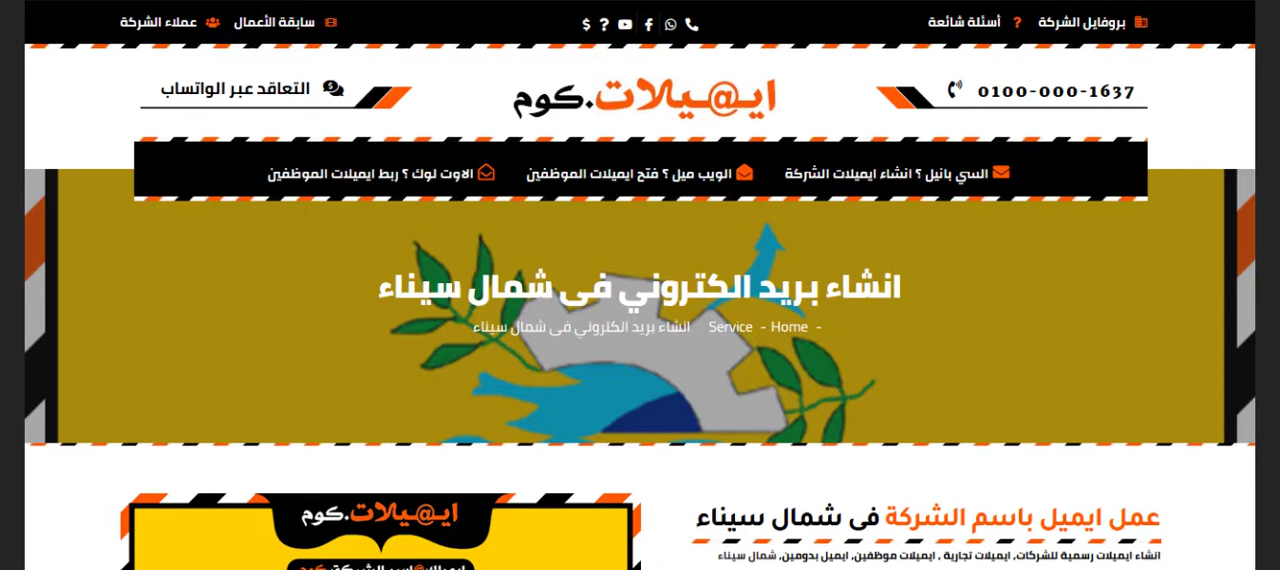 بروفايل الشركة
أسئلة شائعة
سابقة الأعمال
عملاء الشركة
0100-000-1637
ايـ@ـيلات.كوم
التعاقد عبر الواتساب
السي بانيل ؟ انشاء ايميلات الشركة
الويب ميل ؟ فتح ايميلات الموظفين
الاوت لوك ؟ ربط ايميلات الموظفين
انشاء بريد الكتروني فى شمال سيناء
- Home - Service انشاء بريد الكتروني فى شمال سيناء
ايـ@ـيلات.كوم
عمل ايميل باسم الشركة فى شمال سيناء
انشاء ايميلات رسمية للشركات, ايميلات تجارية , ايميلات موظفين, ايميل بدومين, شمال سيناء